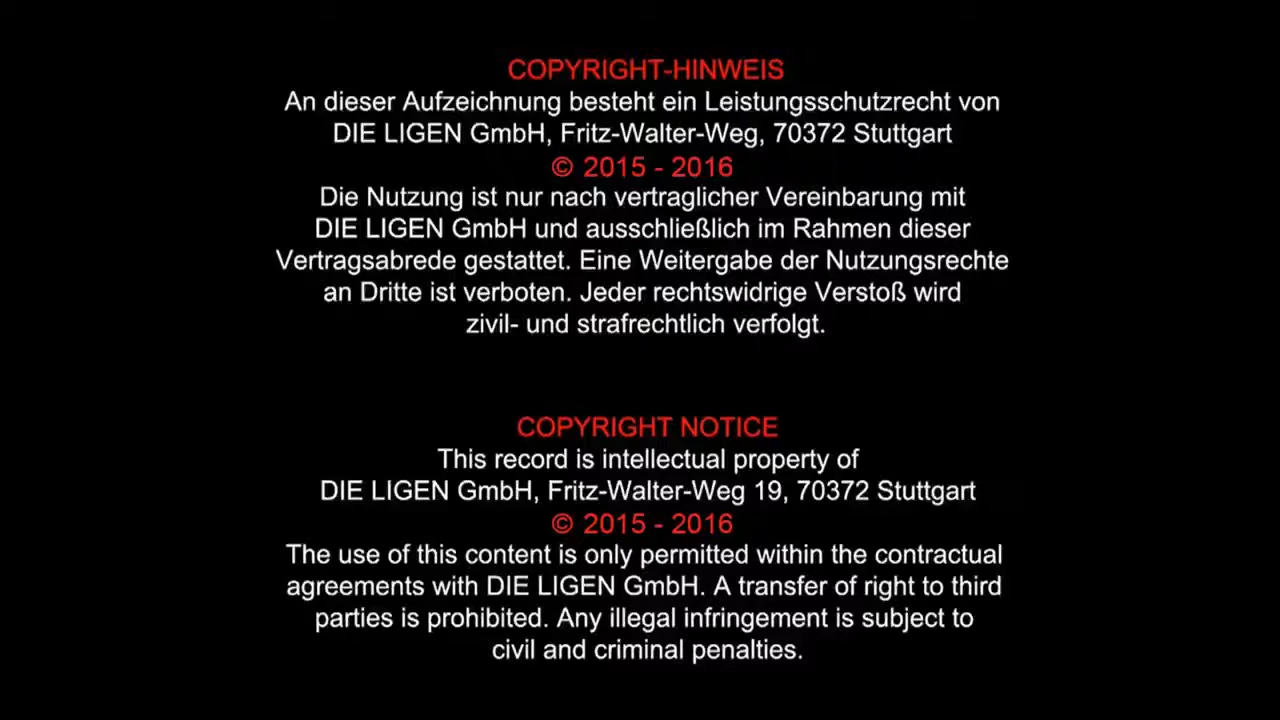 COPYRIGHT-HINWEIS
An dieser Aufzeichnung besteht ein Leistungsschutzrecht von
DIE LIGEN GmbH, Fritz-Walter-Weg, 70372 Stuttgart
© 2015 - 2016
Die Nutzung ist nur nach vertraglicher Vereinbarung mit
DIE LIGEN GmbH und ausschließlich im Rahmen dieser
Vertragsabrede gestattet. Eine Weitergabe der Nutzungsrechte
an Dritte ist verboten. Jeder rechtswidrige Verstoß wird
zivil- und strafrechtlich verfolgt.
COPYRIGHT NOTICE
This record is intellectual property of
DIE LIGEN GmbH, Fritz-Walter-Weg 19, 70372 Stuttgart
© 2015 - 2016
The use of this content is only permitted within the contractual
agreements with DIE LIGEN GmbH. A transfer of right to third
parties is prohibited. Any illegal infringement is subject to
civil and criminal penalties.